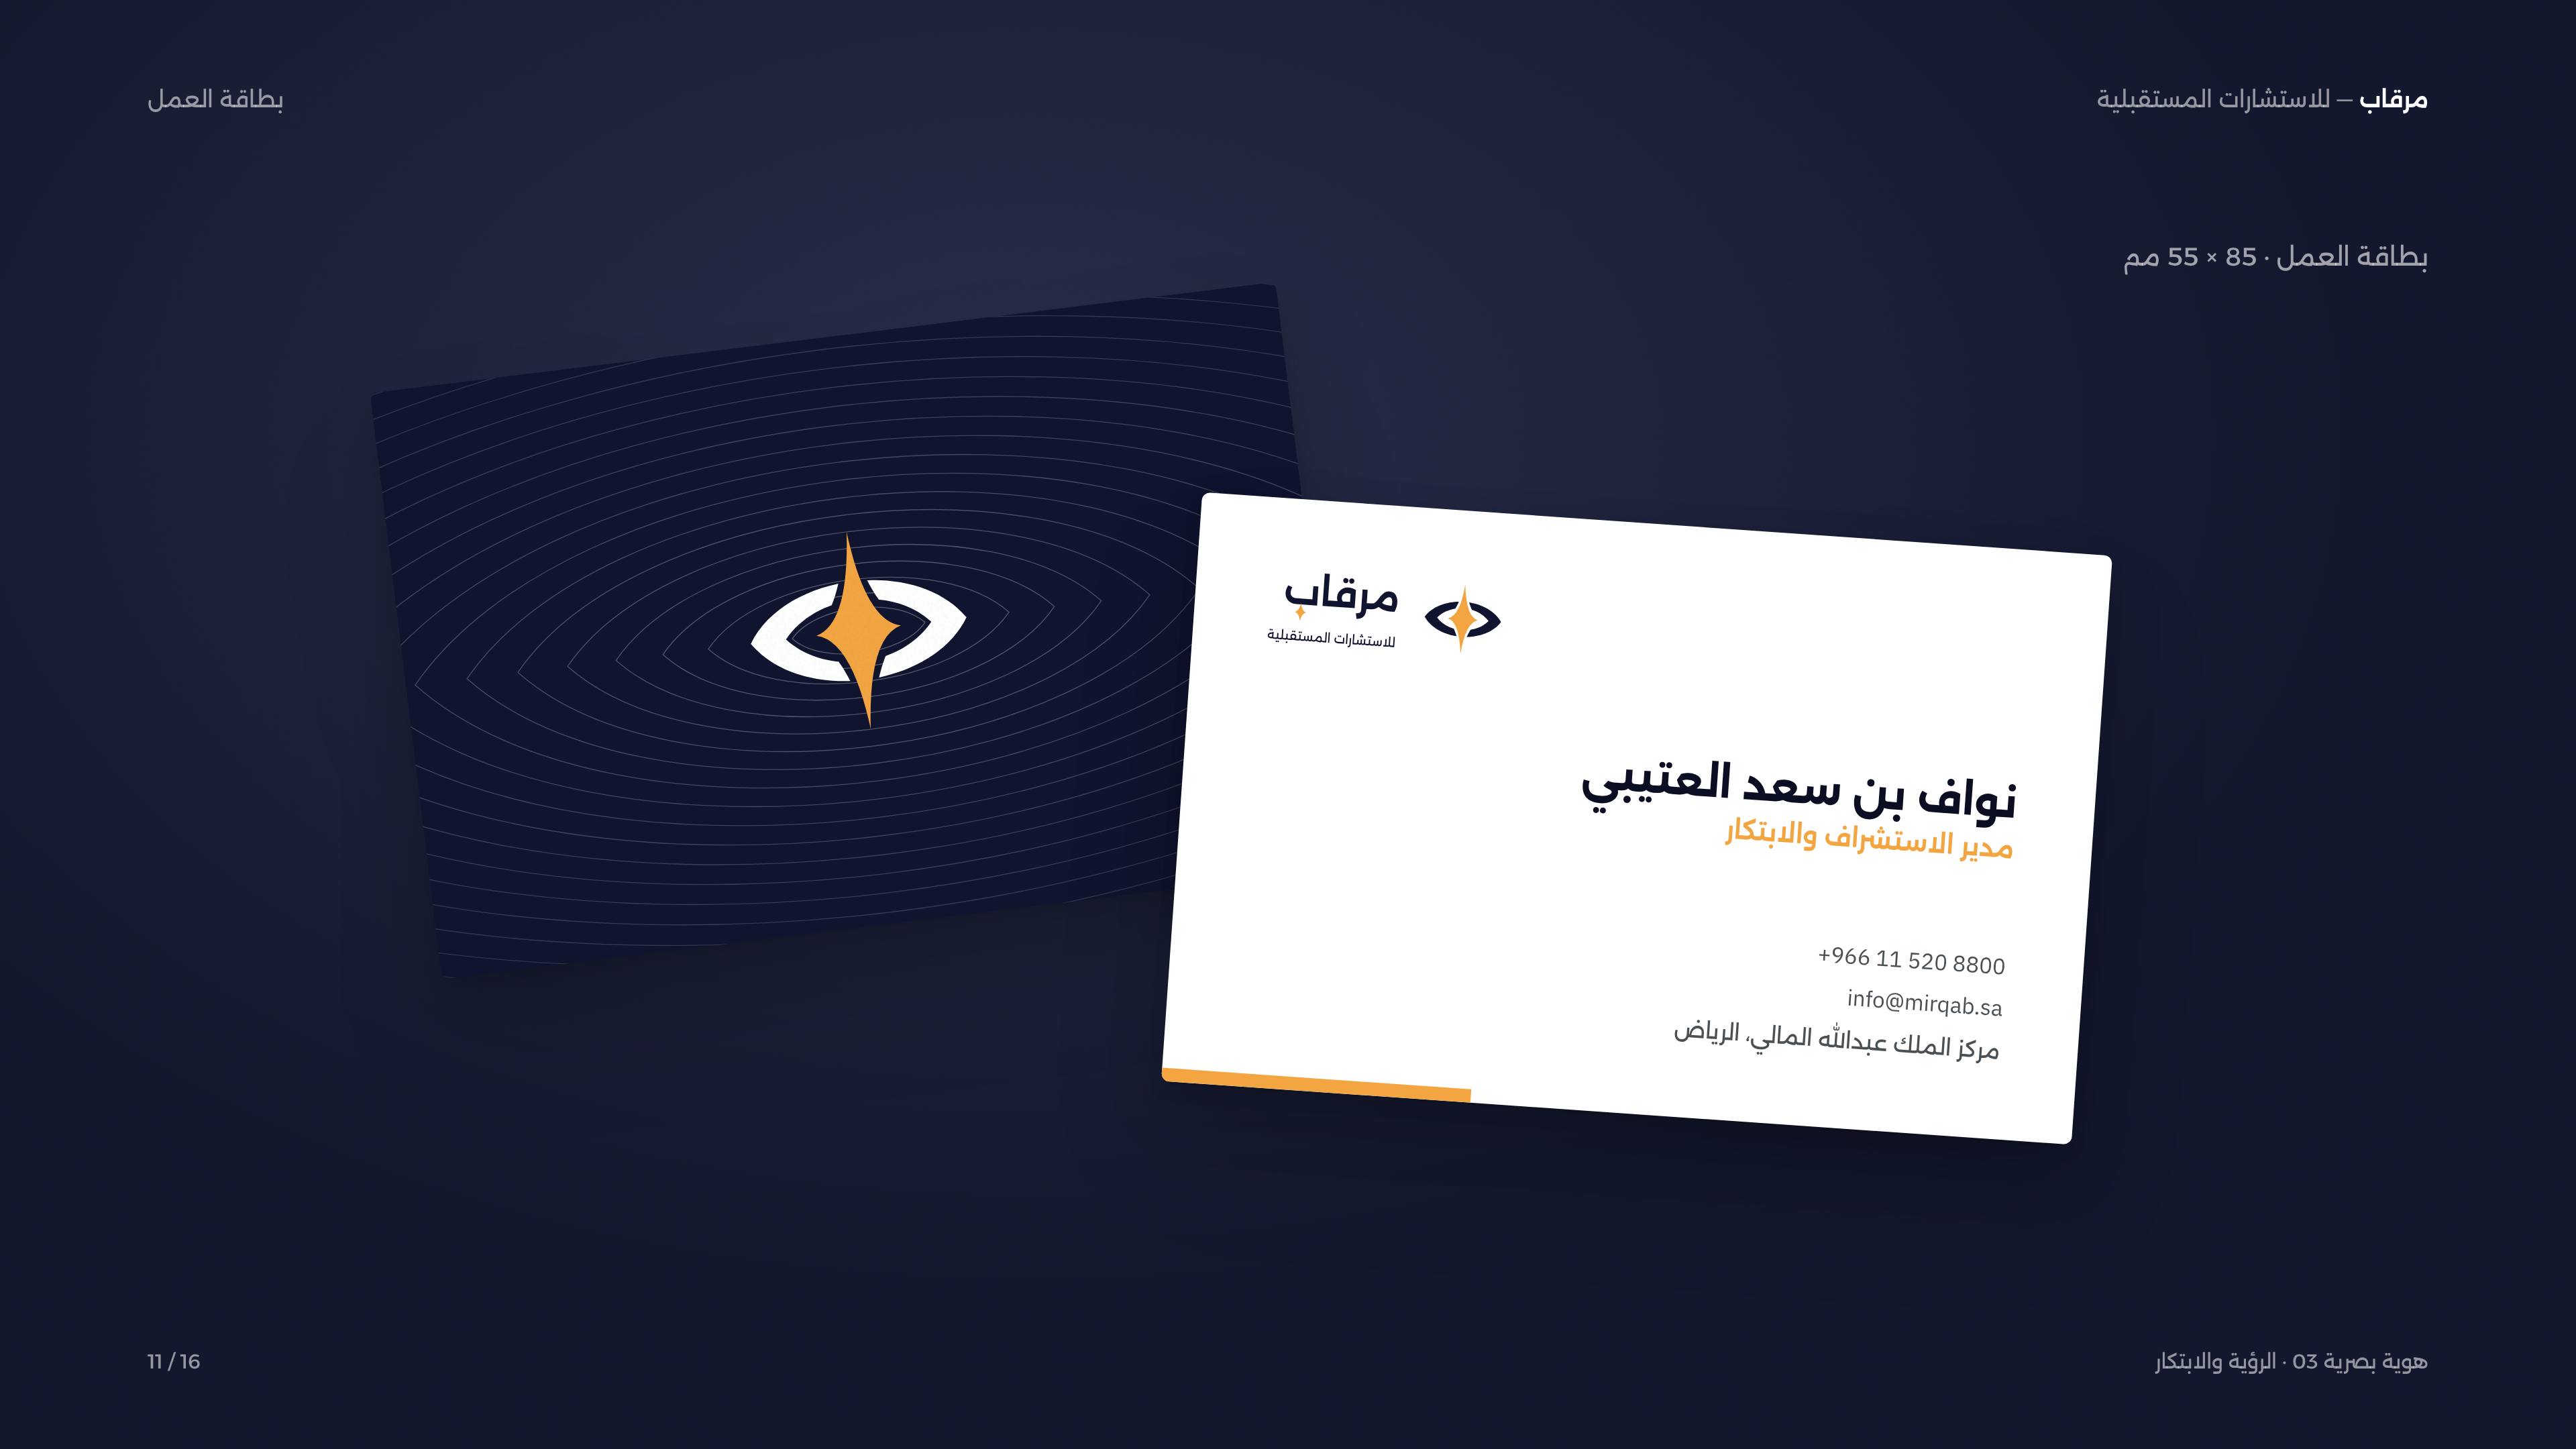 مرقاب — للاستشارات المستقبلية
بطاقة العمل
بطاقة العمل · 85 × 55 مم
مرقاب
للاستشارات المستقبلية
نواف بن سعد العتيبي
مدير الاستشراف والابتكار
+966 11 520 8800
info@mirqab.sa
مركز الملك عبدالله المالي، الرياض
هوية بصرية 03 · الرؤية والابتكار
11 / 16